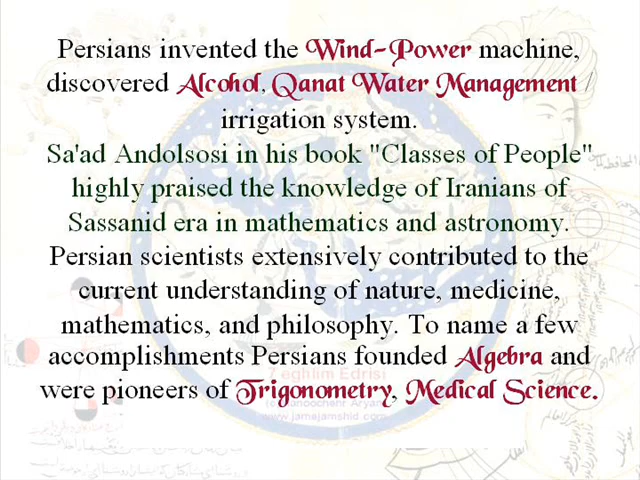 Persians invented the Wind-Power machine,
discovered Alcohol, Qanat Water Management /
irrigation system.
Sa'ad Andolsosi in his book "Classes of People"
highly praised the knowledge of Iranians of
Sassanid era in mathematics and astronomy.
Persian scientists extensively contributed to the
current understanding of nature, medicine,
mathematics, and philosophy. To name a few
accomplishments Persians founded Algebra and
7 eghlim Edrisi
were pioneers of Trigonometry, Medical Science.
www.jamejamshid.com